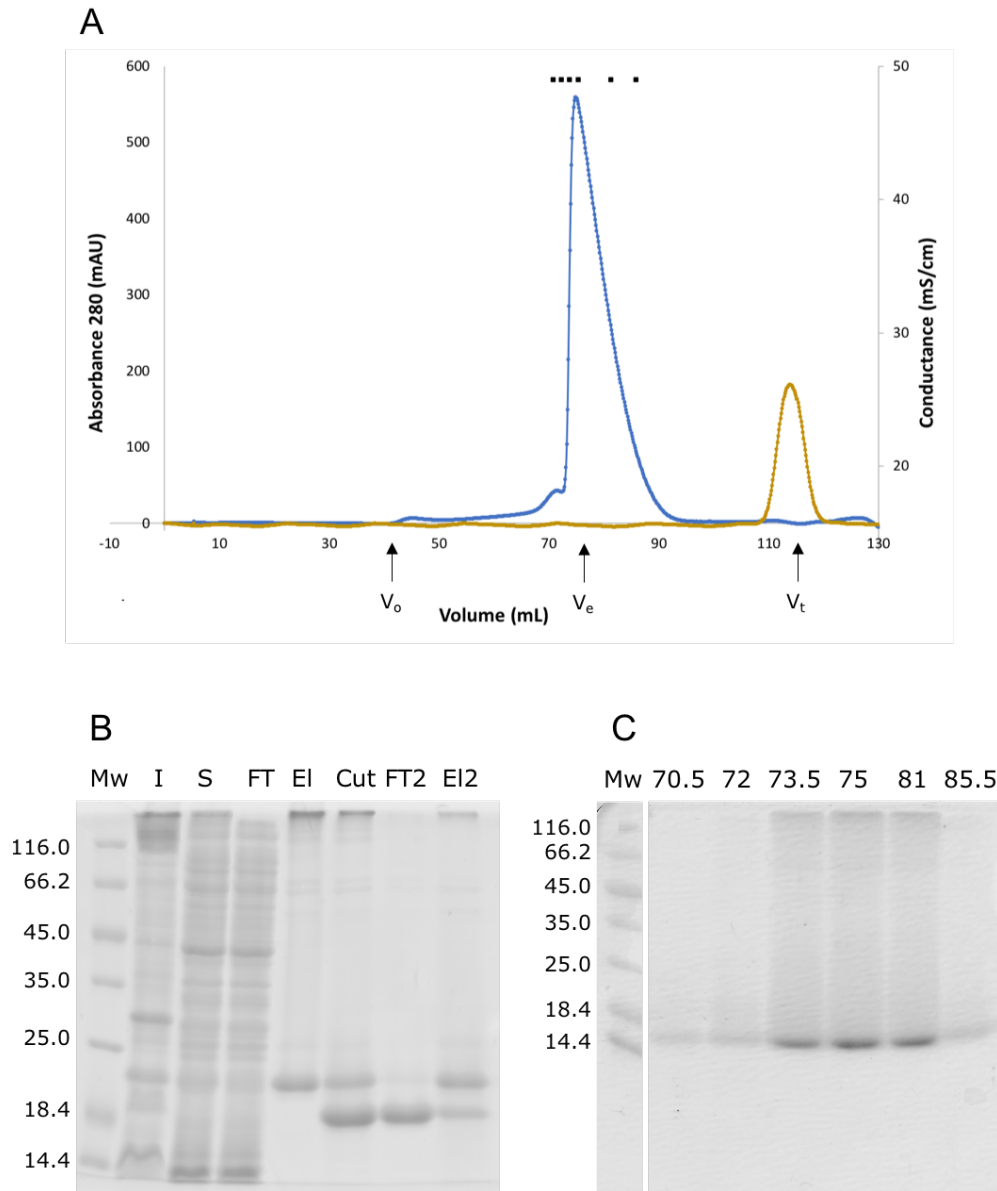 A
600
500
400
300
200
100
0
50
40
30
20
-10 10 30 50 70 90 110 130
Absorbance 280 (mAU)
Conductance (mS/cm)
Vo Ve Vt
Volume (mL)
B
Mw I S FT El Cut FT2 El2
116.0
66.2
45.0
35.0
25.0
18.4
14.4
C
Mw 70.5 72 73.5 75 81 85.5
116.0
66.2
45.0
35.0
25.0
18.4
14.4